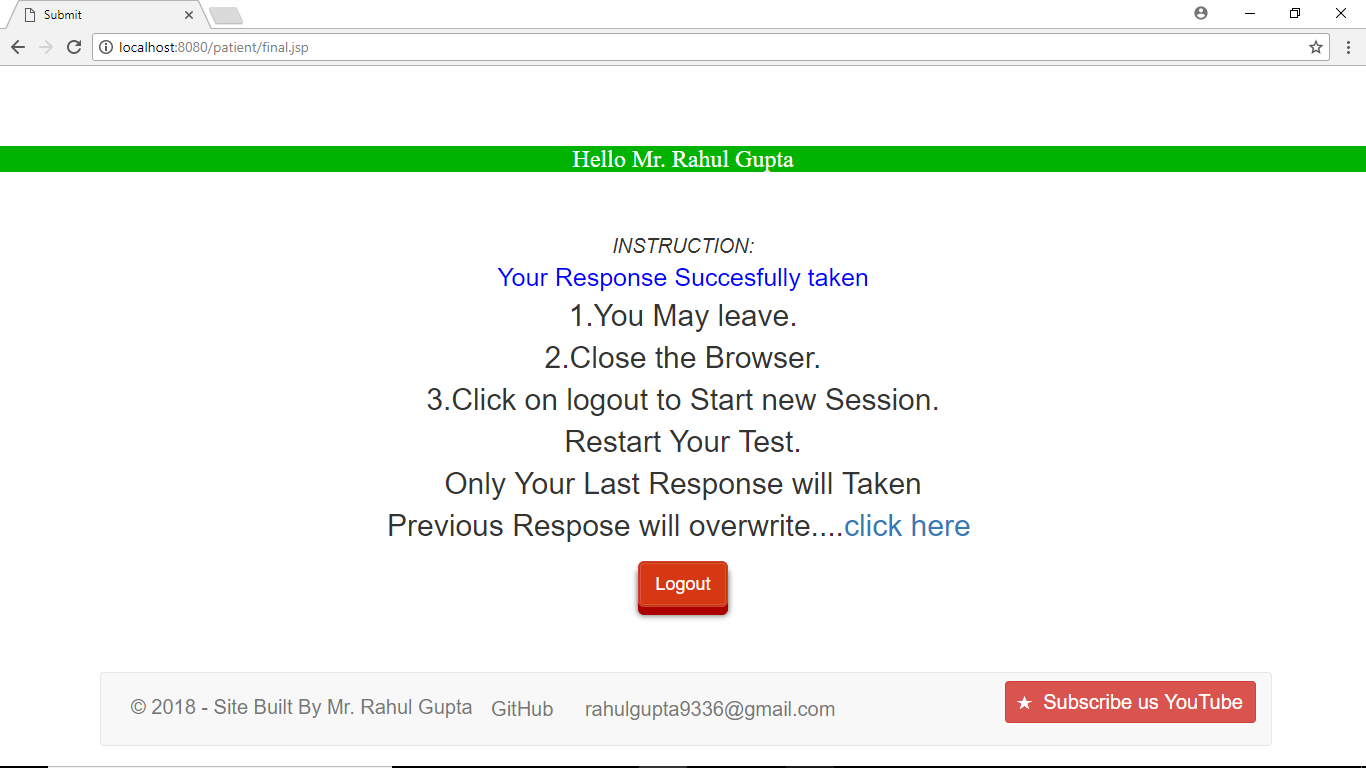 Submit
localhost:8080/patient/final.jsp
Hello Mr. Rahul Gupta
INSTRUCTION:
Your Response Succesfully taken
1.You May leave.
2.Close the Browser.
3.Click on logout to Start new Session.
Restart Your Test.
Only Your Last Response will Taken
Previous Respose will overwrite....click here
Logout
© 2018 - Site Built By Mr. Rahul Gupta GitHub rahulgupta9336@gmail.com ★ Subscribe us YouTube